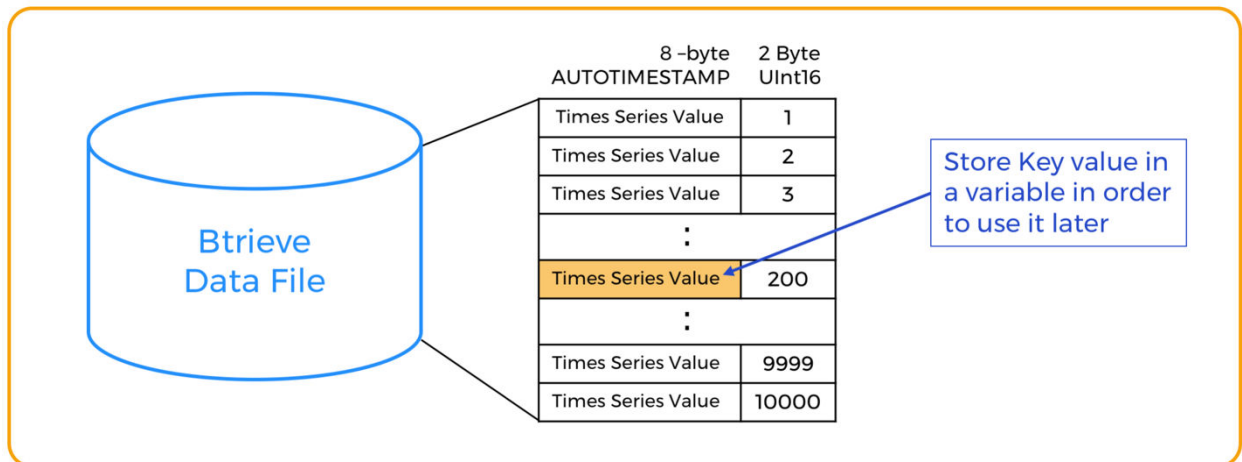 8 –byte 2 Byte
AUTOTIMESTAMP UInt16
Times Series Value 1
Times Series Value 2
Times Series Value 3
:
Times Series Value 200
:
Times Series Value 9999
Times Series Value 10000
Btrieve
Data File
Store Key value in
a variable in order
to use it later